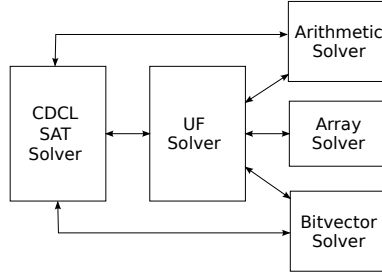 CDCL
SAT
Solver
UF
Solver
Arithmetic
Solver
Array
Solver
Bitvector
Solver